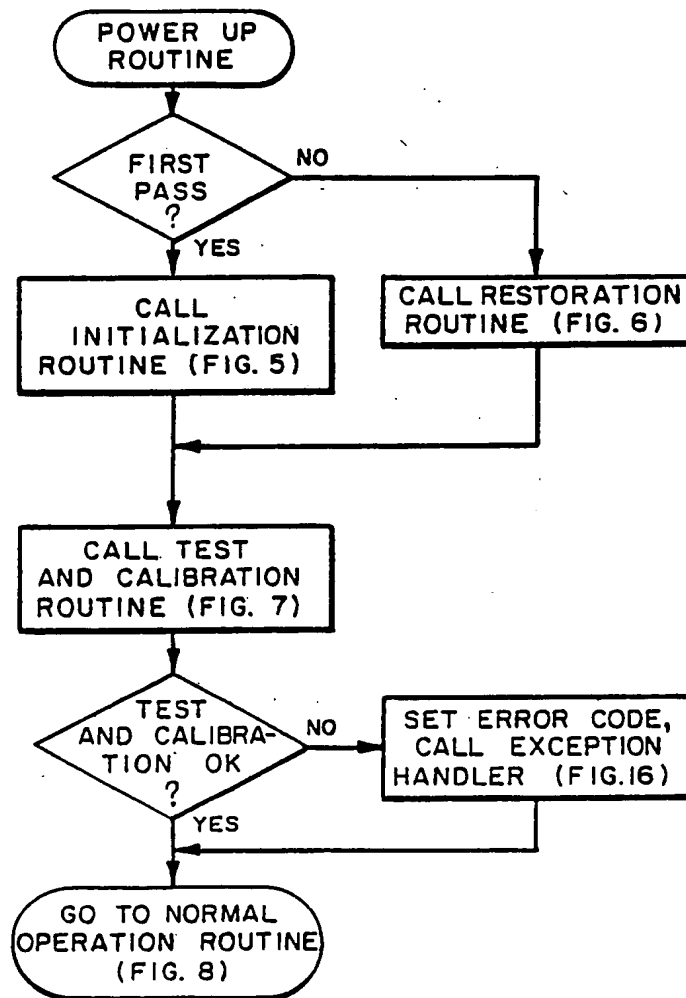 POWER UP
ROUTINE
FIRST
PASS
?
NO
YES
CALL
INITIALIZATION
ROUTINE (FIG. 5)
CALL RESTORATION
ROUTINE (FIG. 6)
CALL TEST
AND CALIBRATION
ROUTINE (FIG. 7)
TEST
AND CALIBRA-
TION OK
?
NO
YES
SET ERROR CODE,
CALL EXCEPTION
HANDLER (FIG.16)
GO TO NORMAL
OPERATION ROUTINE
(FIG. 8)